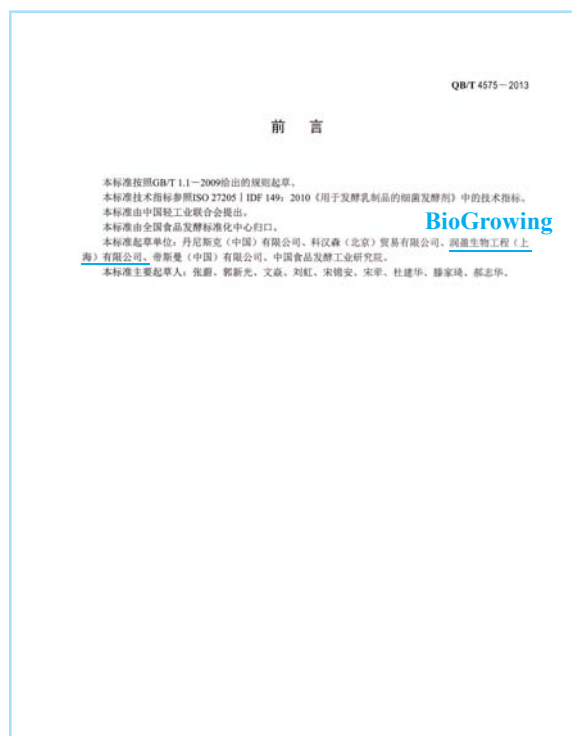 QB/T 4575—2013
前 言
本标准按照GB/T 1.1—2009给出的规则起草。
本标准技术指标参照ISO 27205 | IDF 149：2010《用于发酵乳制品的细菌发酵剂》中的技术指标。
本标准由中国轻工业联合会提出。
本标准由全国食品发酵标准化中心归口。
BioGrowing
本标准起草单位：丹尼斯克（中国）有限公司、科汉森（北京）贸易有限公司、润盈生物工程（上
海）有限公司、帝斯曼（中国）有限公司、中国食品发酵工业研究院。
本标准主要起草人：张蔚、郭新光、文焱、刘虹、宋锦安、宋犟、杜建华、滕家琦、郝志华。